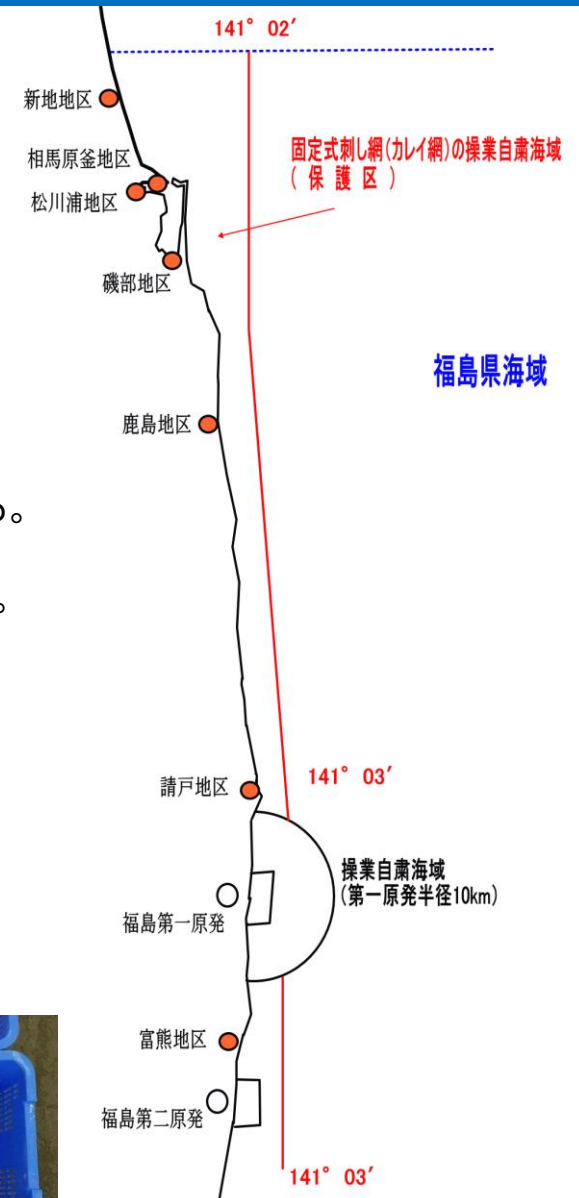 141° 02′
新地地区
相馬原釜地区
松川浦地区
固定式刺し網(カレイ網)の操業自粛海域
( 保 護 区 )
磯部地区
福島県海域
鹿島地区
る。
。
請戸地区
141° 03′
操業自粛海域
(第一原発半径10km)
福島第一原発
富熊地区
福島第二原発
141° 03′